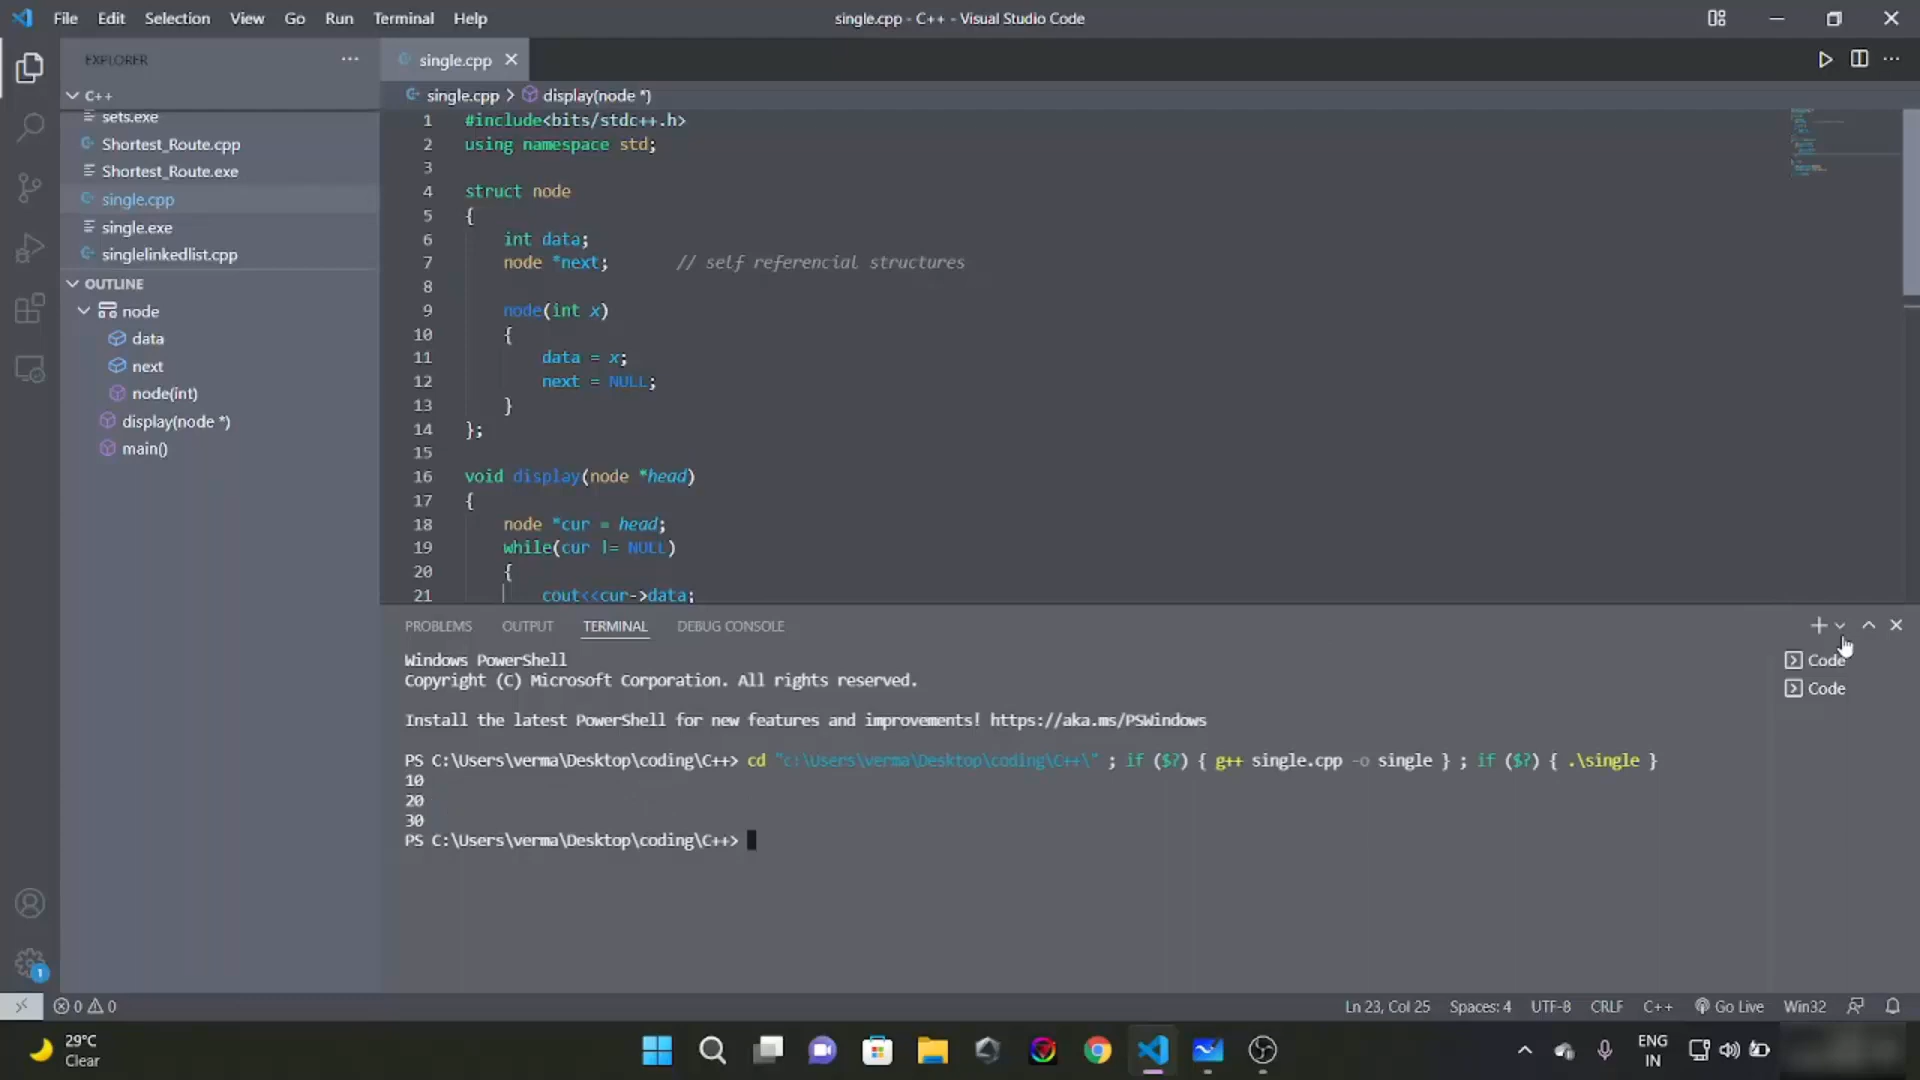 File Edit Selection View Go Run Terminal Help
single.cpp - C++ - Visual Studio Code
EXPLORER
C++
sets.exe
Shortest_Route.cpp
Shortest_Route.exe
single.cpp
single.exe
singlelinkedlist.cpp
OUTLINE
node
data
next
node(int)
display(node *)
main()
single.cpp
single.cpp > display(node *)
1 #include<bits/stdc++.h>
2 using namespace std;
3
4 struct node
5 {
6 int data;
7 node *next; // self referencial structures
8
9 node(int x)
10 {
11 data = x;
12 next = NULL;
13 }
14 };
15
16 void display(node *head)
17 {
18 node *cur = head;
19 while(cur != NULL)
20 {
21 cout<<cur->data;
PROBLEMS OUTPUT TERMINAL DEBUG CONSOLE
Code
Code
Windows PowerShell
Copyright (C) Microsoft Corporation. All rights reserved.
Install the latest PowerShell for new features and improvements! https://aka.ms/PSWindows
PS C:\Users\verma\Desktop\coding\C++> cd "c:\Users\verma\Desktop\coding\C++\" ; if ($?) { g++ single.cpp -o single } ; if ($?) { .\single }
10
20
30
PS C:\Users\verma\Desktop\coding\C++>
1
0 0
Ln 23, Col 25 Spaces: 4 UTF-8 CRLF C++ Go Live Win32
29°C
Clear
ENG
IN